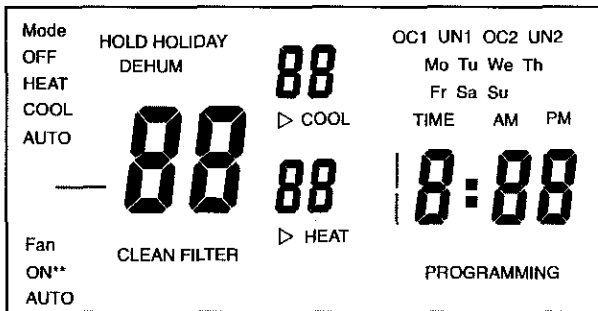 Mode
OFF
HEAT
COOL
AUTO
HOLD HOLIDAY
DEHUM
88
88
▷ COOL
88
▷ HEAT
OC1 UN1 OC2 UN2
Mo Tu We Th
Fr Sa Su
TIME AM PM
18:88
Fan
ON**
AUTO
CLEAN FILTER
PROGRAMMING